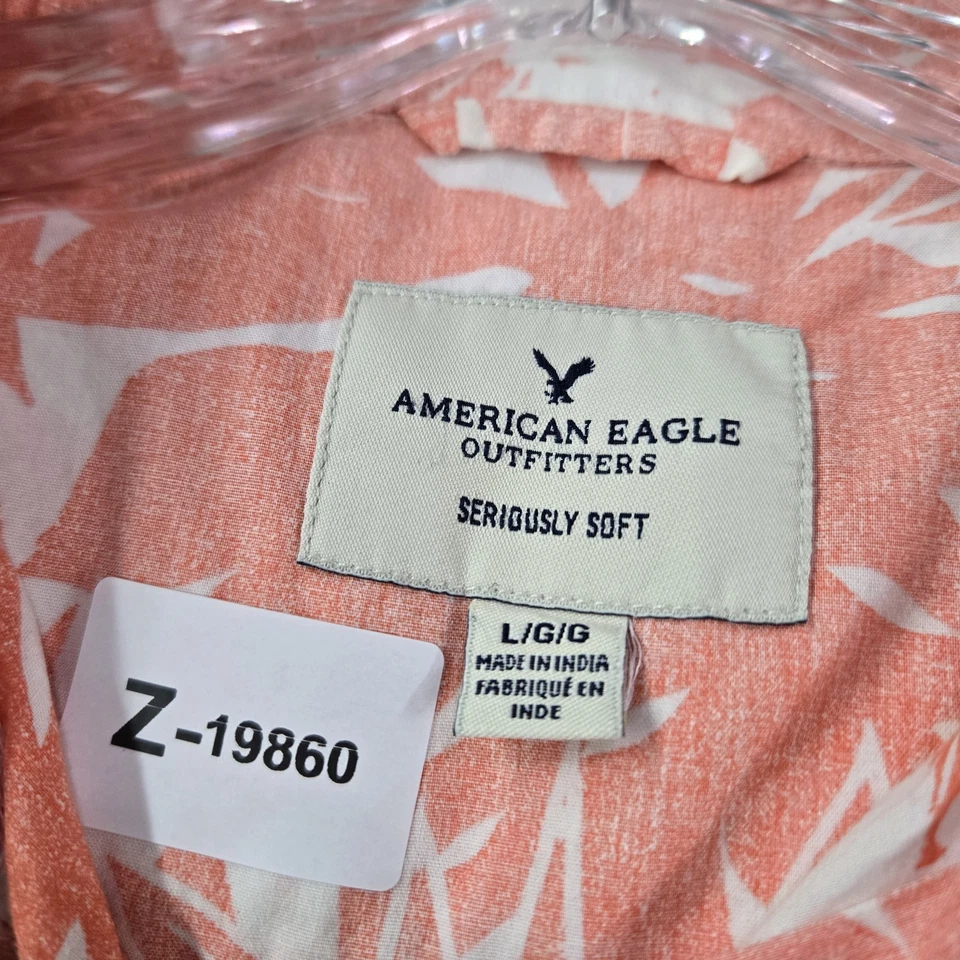 AMERICAN EAGLE
OUTFITTERS
SERIOUSLY SOFT
L/G/G
MADE IN INDIA
FABRIQUÉ EN
INDE
Z-19860